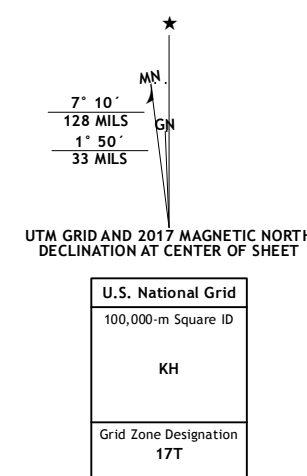 MN
7° 10´
128 MILS
GN
1° 50´
33 MILS
UTM GRID AND 2017 MAGNETIC NORTH
DECLINATION AT CENTER OF SHEET
U.S. National Grid
100,000-m Square ID
KH
Grid Zone Designation
17T